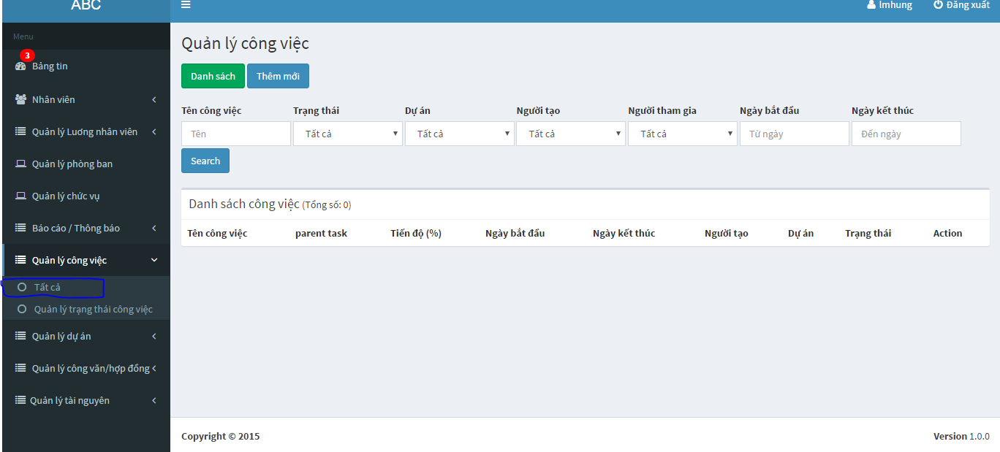 ABC
lmhung
Đăng xuất
Menu
3
Bảng tin
Nhân viên
Quản lý Lương nhân viên
Quản lý phòng ban
Quản lý chức vụ
Báo cáo / Thông báo
Quản lý công việc
Tất cả
Quản lý trạng thái công việc
Quản lý dự án
Quản lý công văn/hợp đồng
Quản lý tài nguyên
Quản lý công việc
Danh sách Thêm mới
Tên công việc Trạng thái Dự án Người tạo Người tham gia Ngày bắt đầu Ngày kết thúc
Tên Tất cả Tất cả Tất cả Tất cả Từ ngày Đến ngày
Search
Danh sách công việc (Tổng số: 0)
Tên công việc parent task Tiến độ (%) Ngày bắt đầu Ngày kết thúc Người tạo Dự án Trạng thái Action
Copyright © 2015 Version 1.0.0